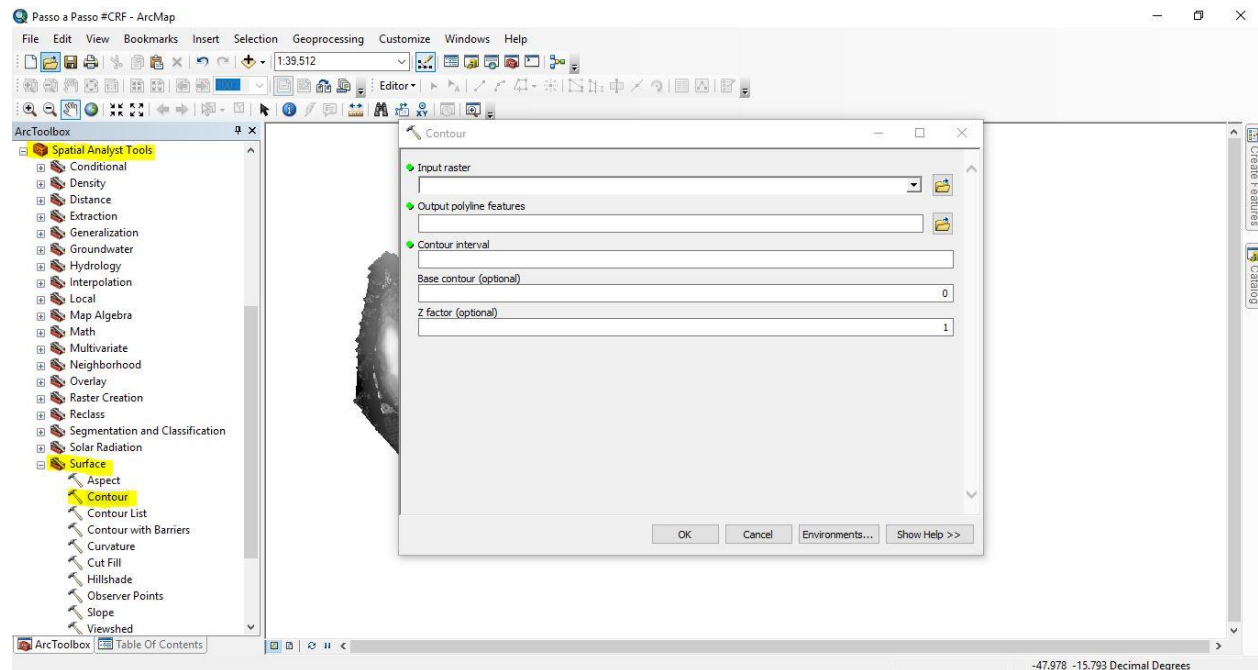 Passo a Passo #CRF - ArcMap
File Edit View Bookmarks Insert Selection Geoprocessing Customize Windows Help
1:39,512
Editor
ArcToolbox
Spatial Analyst Tools
Conditional
Density
Distance
Extraction
Generalization
Groundwater
Hydrology
Interpolation
Local
Map Algebra
Math
Multivariate
Neighborhood
Overlay
Raster Creation
Reclass
Segmentation and Classification
Solar Radiation
Surface
Aspect
Contour
Contour List
Contour with Barriers
Curvature
Cut Fill
Hillshade
Observer Points
Slope
Viewshed
ArcToolbox Table Of Contents
Contour
Input raster
Output polyline features
Contour interval
Base contour (optional)
0
Z factor (optional)
1
OK Cancel Environments... Show Help >>
Create Features
Catalog
-47.978 -15.793 Decimal Degrees